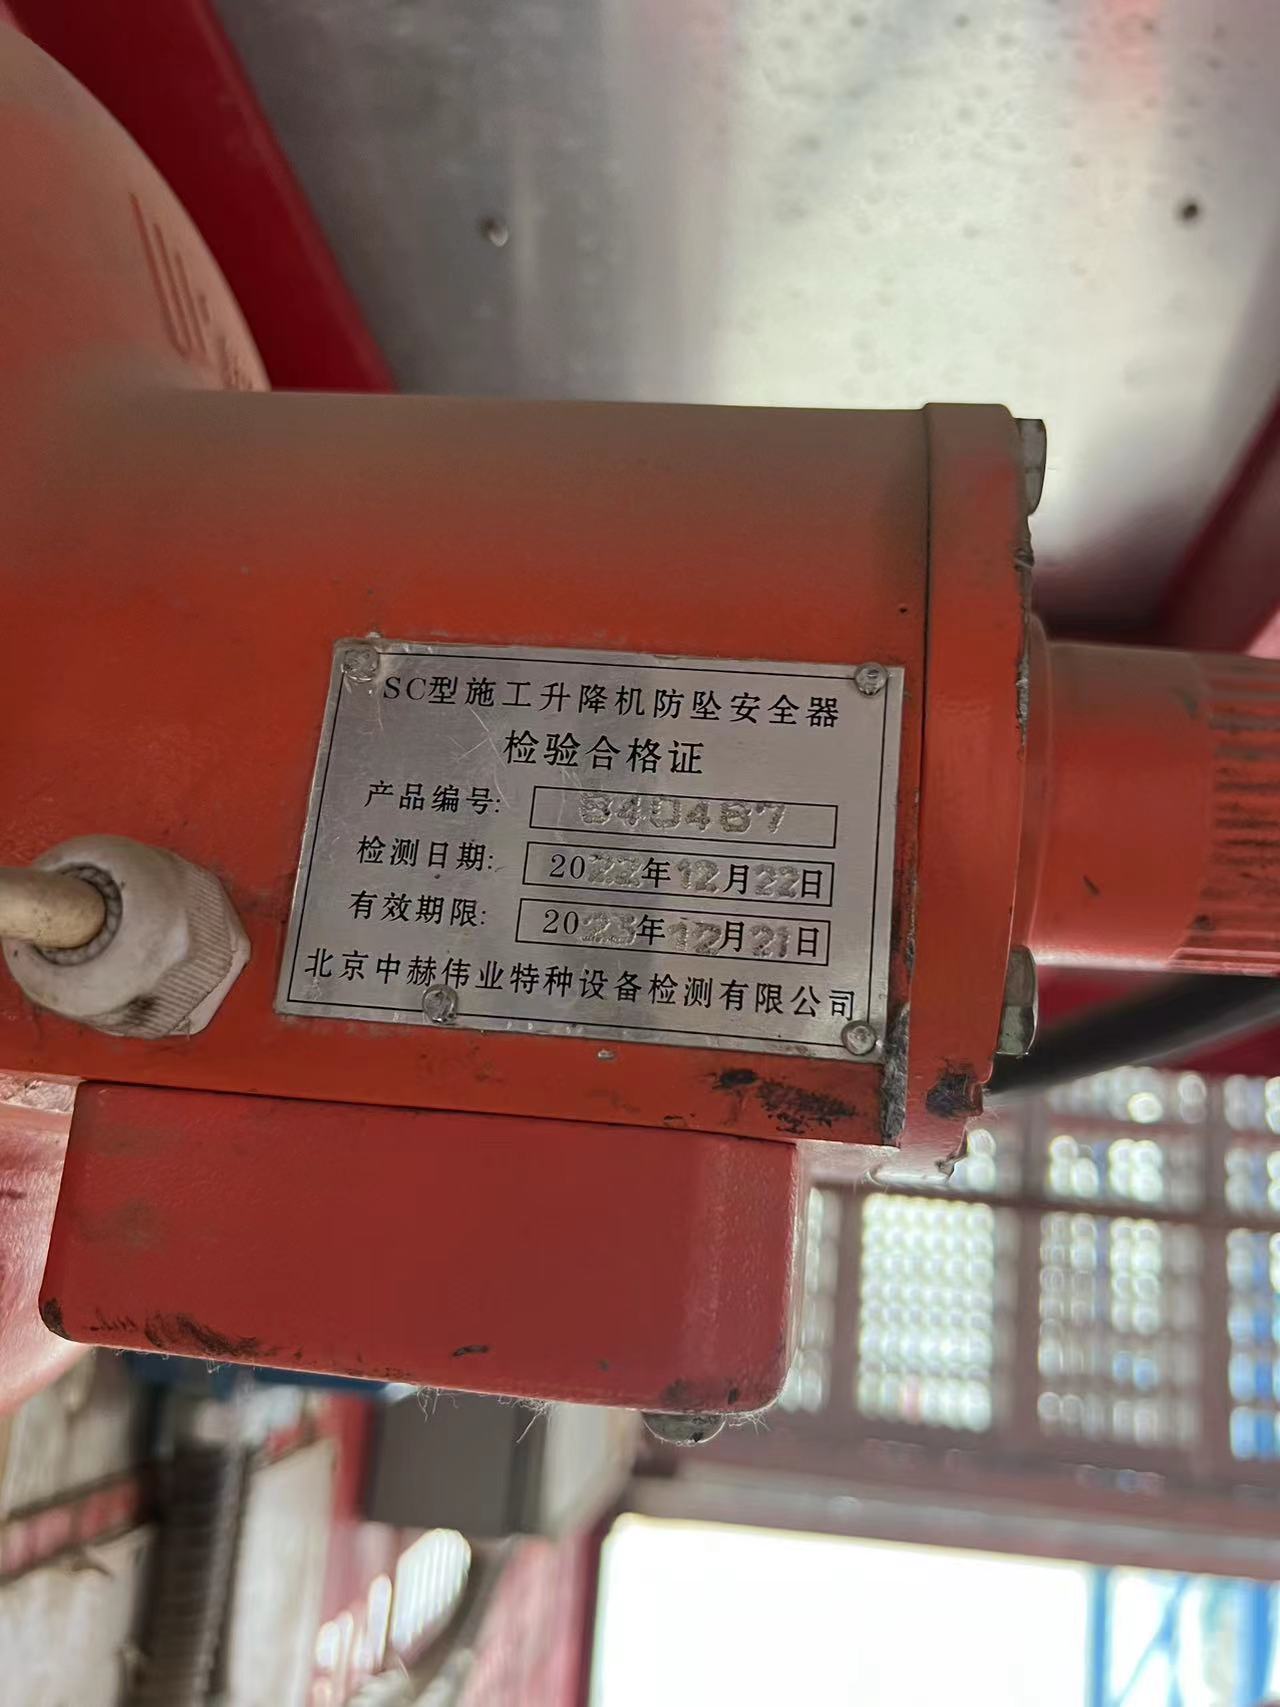 SC型施工升降机防坠安全器
检验合格证
产品编号: 840487
检测日期: 2022年12月22日
有效期限: 2023年12月21日
北京中赫伟业特种设备检测有限公司